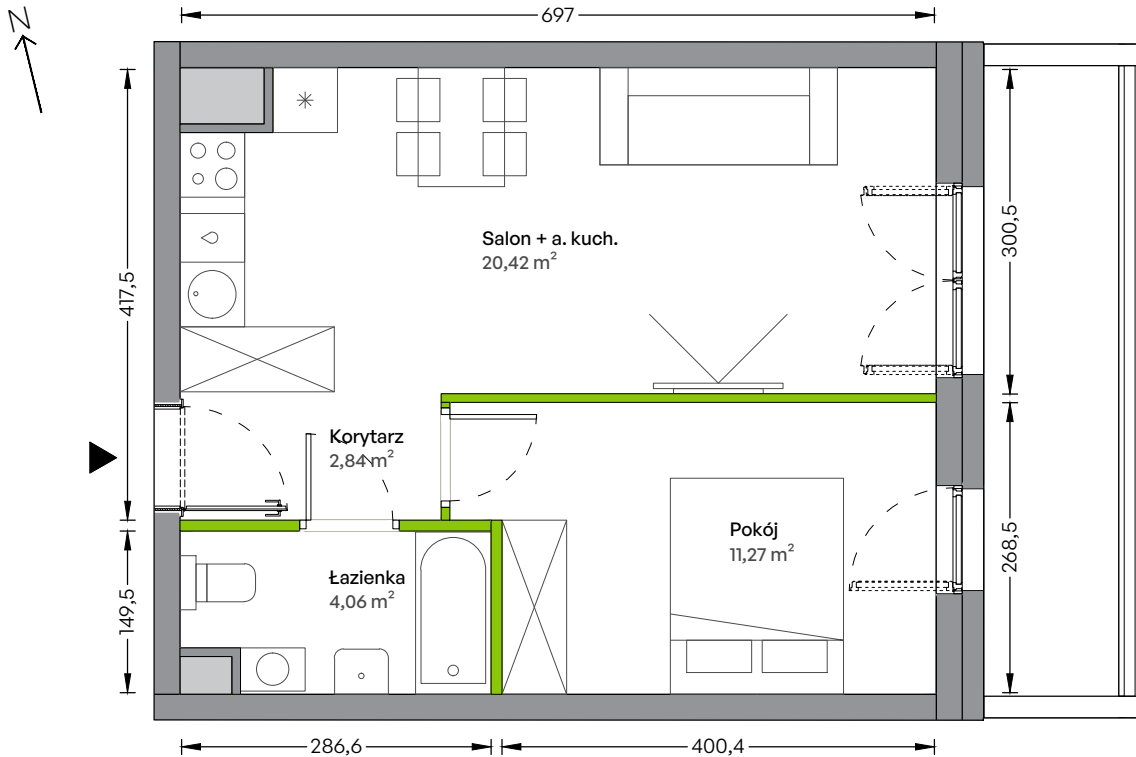 N
697
417,5
300,5
Salon + a. kuch.
20,42 m²
Korytarz
2,84 m²
Pokój
11,27 m²
268,5
Łazienka
4,06 m²
149,5
286,6
400,4